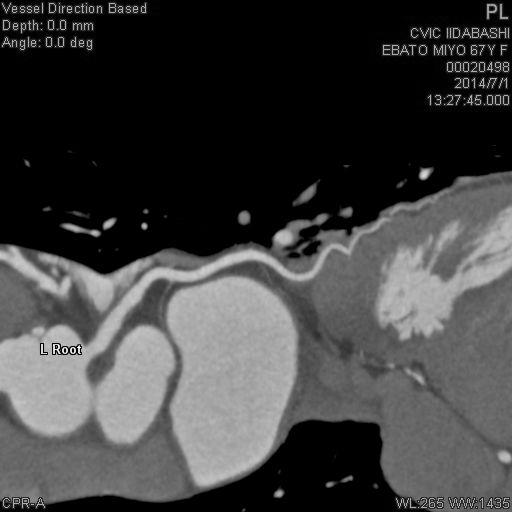 Vessel Direction Based
Depth: 0.0 mm
Angle: 0.0 deg
PL
CVIC IIDABASHI
EBATO MIYO 67Y F
00020498
2014/7/1
13:27:45.000
L Root
CPR-A
WL:265 WW:1435